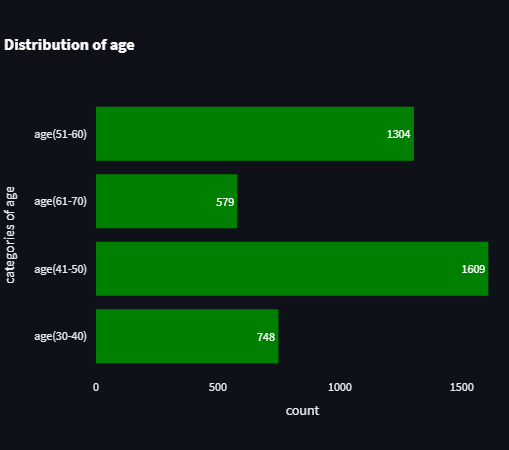 Distribution of age
categories of age
age(51-60)
1304
age(61-70)
579
age(41-50)
1609
age(30-40)
748
0
500
1000
1500
count